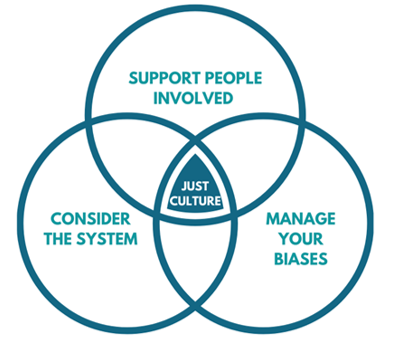 SUPPORT PEOPLE
INVOLVED
JUST
CULTURE
CONSIDER
THE SYSTEM
MANAGE
YOUR
BIASES